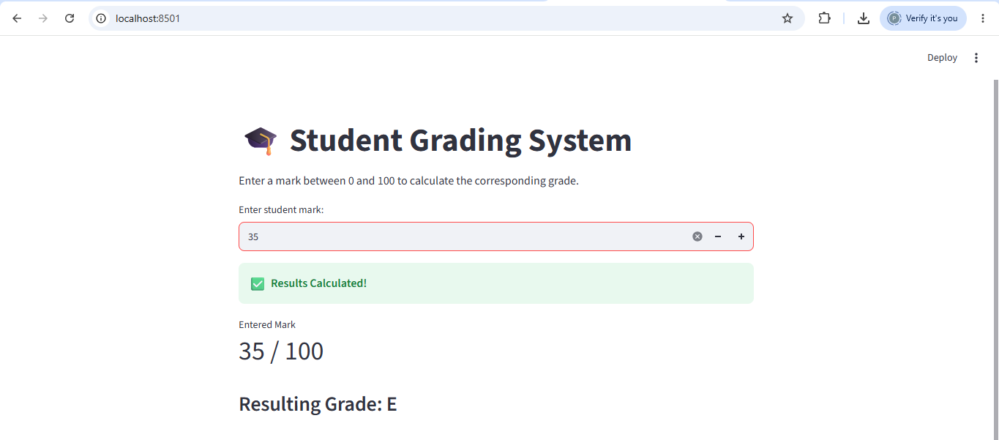 localhost:8501
Verify it's you
Deploy
Student Grading System
Enter a mark between 0 and 100 to calculate the corresponding grade.
Enter student mark:
35
Results Calculated!
Entered Mark
35 / 100
Resulting Grade: E